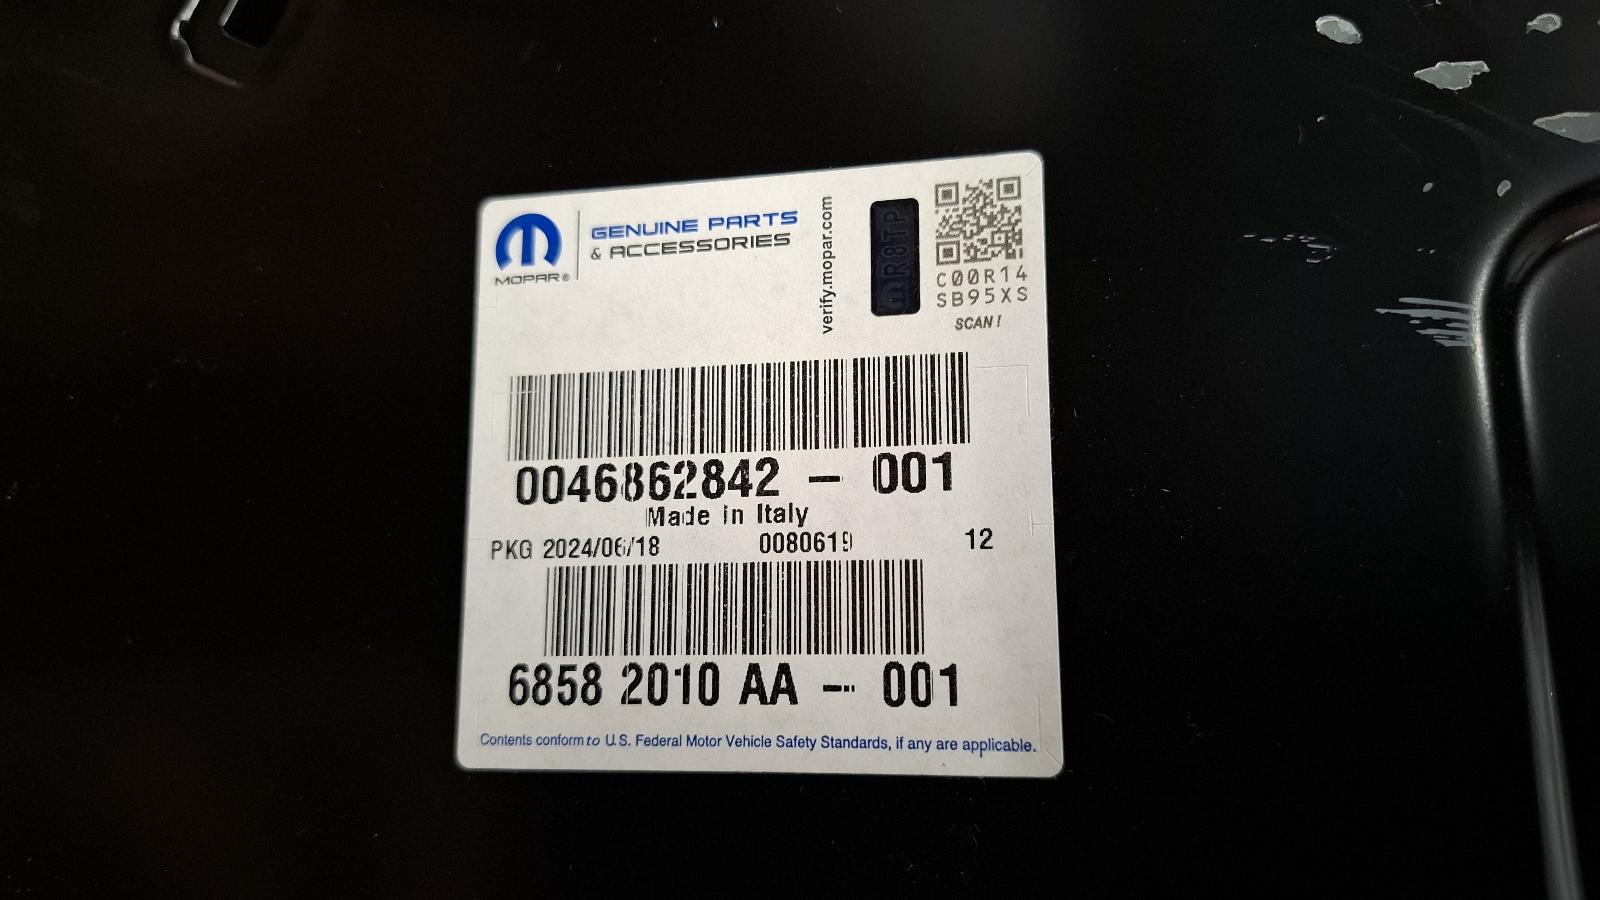 GENUINE PARTS
& ACCESSORIES
MOPAR®
verify.mopar.com
C00R14
SB95XS
SCAN!
0046862842 - 001
Made in Italy
PKG 2024/06/18 0080619 12
6858 2010 AA - 001
Contents conform to U.S. Federal Motor Vehicle Safety Standards, if any are applicable.